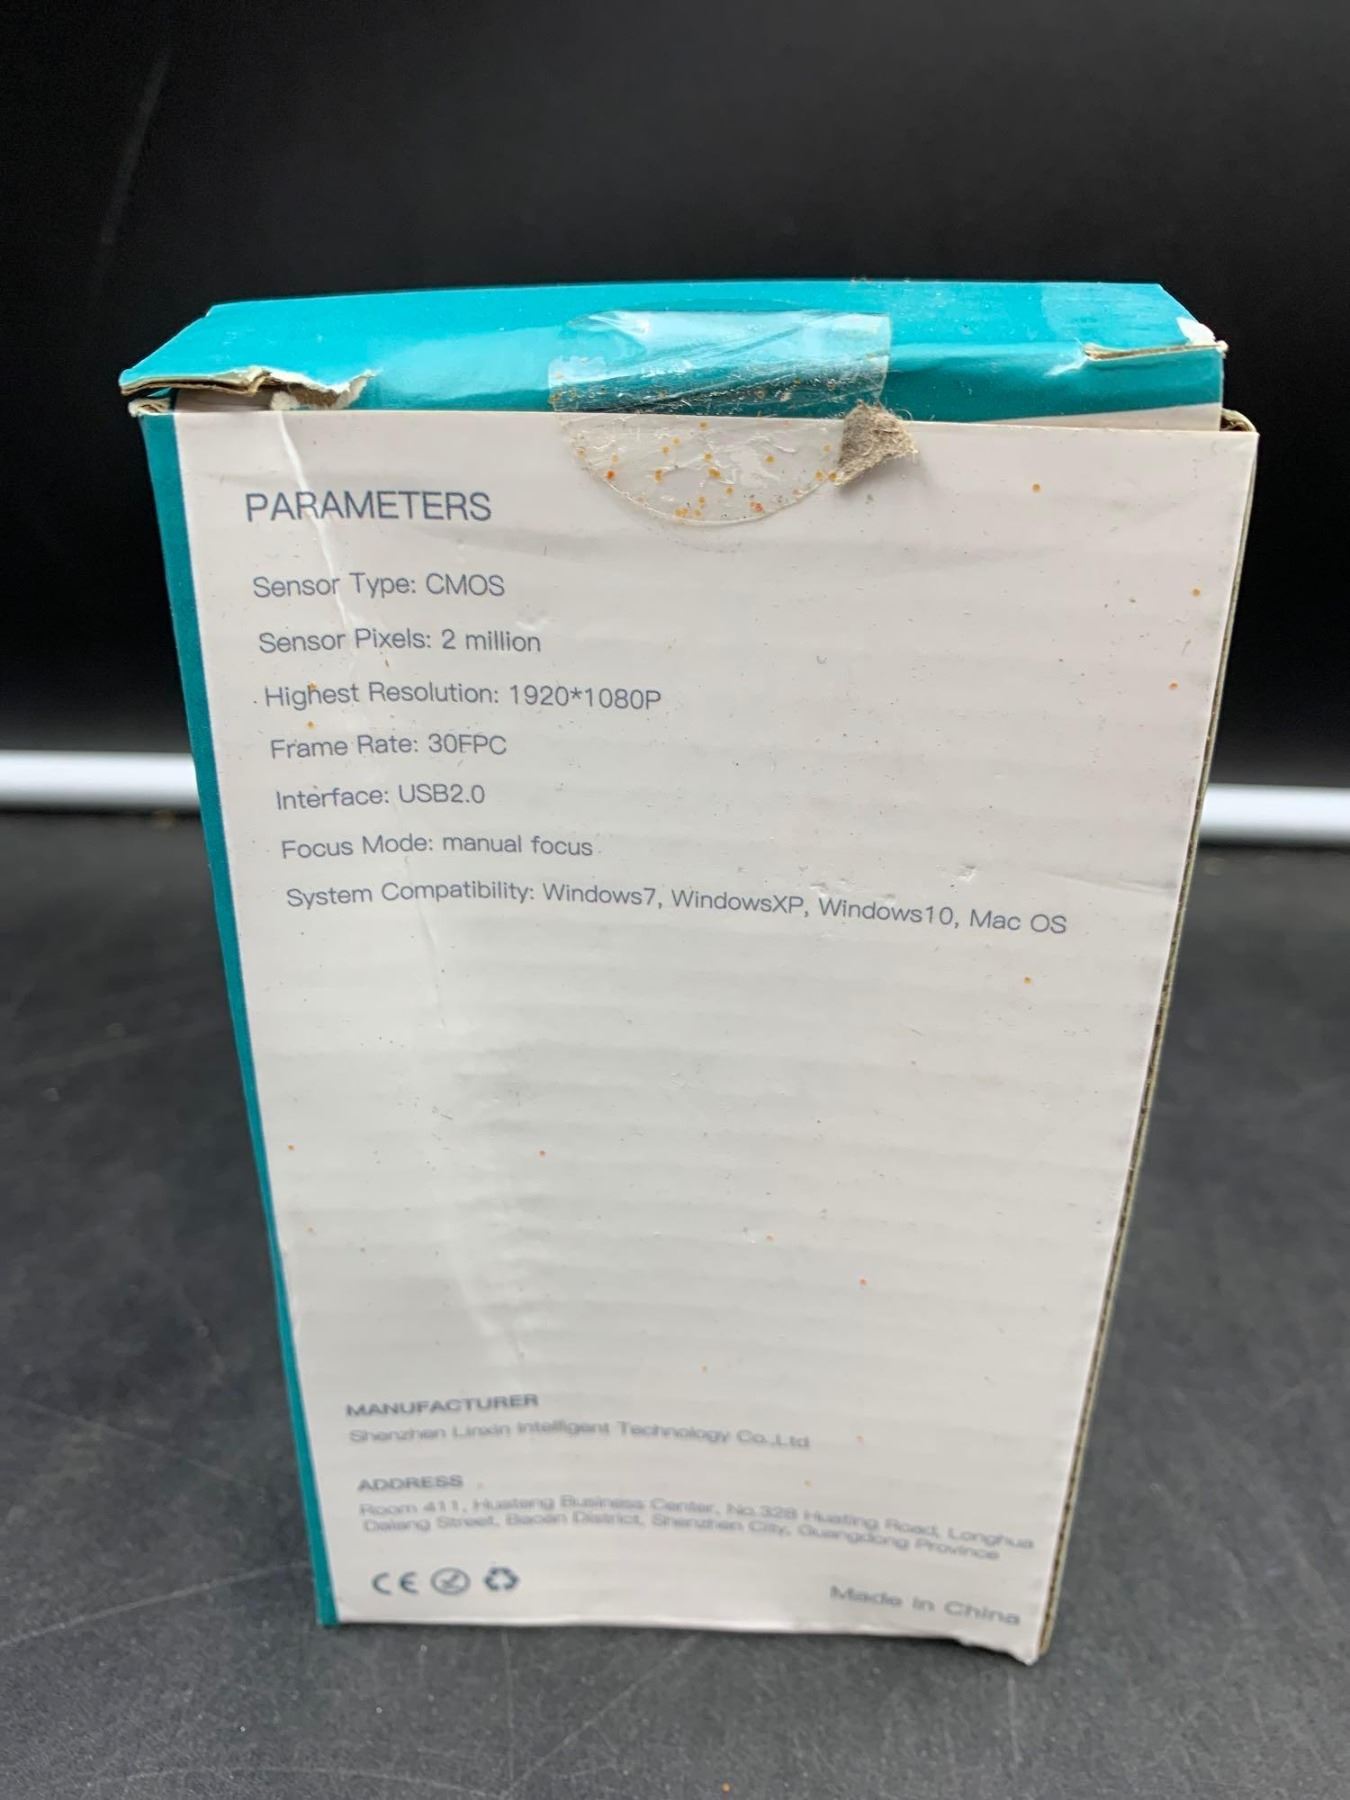 PARAMETERS
Sensor Type: CMOS
Sensor Pixels: 2 million
Highest Resolution: 1920*1080P
Frame Rate: 30FPC
Interface: USB2.0
Focus Mode: manual focus
System Compatibility: Windows7, WindowsXP, Windows10, Mac OS
MANUFACTURER
Shenzhen Linxin Intelligent Technology Co.,Ltd
ADDRESS
Room 411, Huateng Business Center, No.328 Huating Road, Longhua
Dalang Street, Baoan District, Shenzhen City, Guangdong Province
CE
Made in China